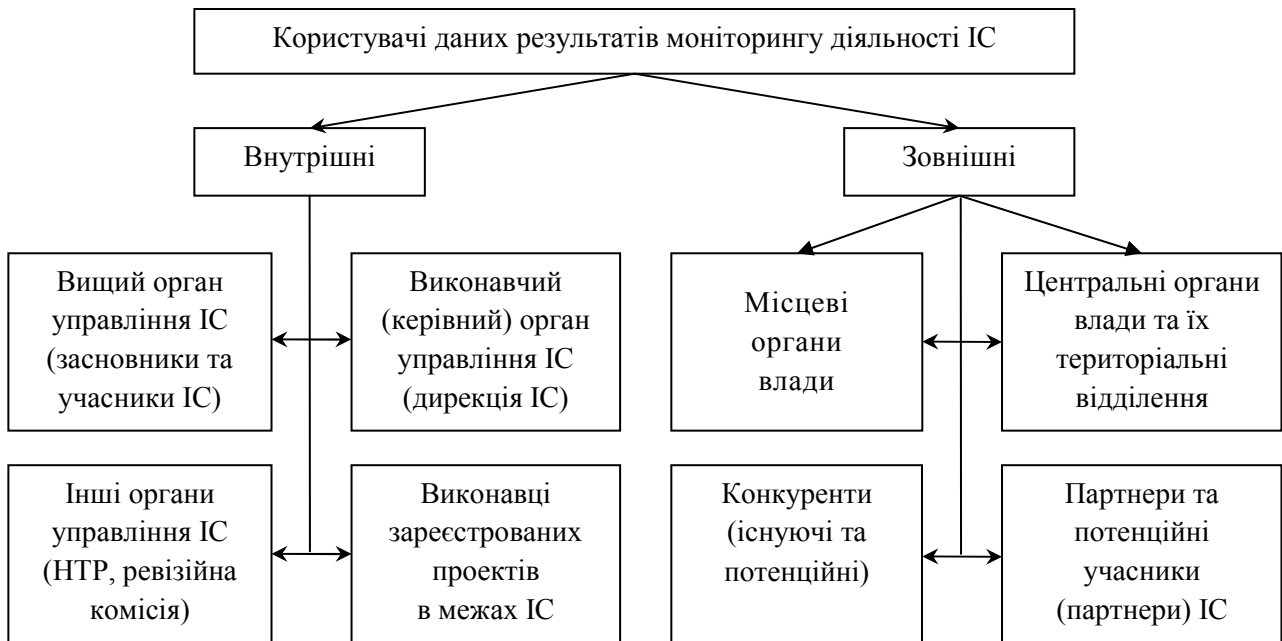 Користувачі даних результатів моніторингу діяльності ІС
Внутрішні
Зовнішні
Вищий орган
управління ІС
(засновники та
учасники ІС)
Виконавчий
(керівний) орган
управління ІС
(дирекція ІС)
Місцеві
органи
влади
Центральні органи
влади та їх
територіальні
відділення
Інші органи
управління ІС
(НТР, ревізійна
комісія)
Виконавці
зареєстрованих
проектів
в межах ІС
Конкуренти
(існуючі та
потенційні)
Партнери та
потенційні
учасники
(партнери) ІС